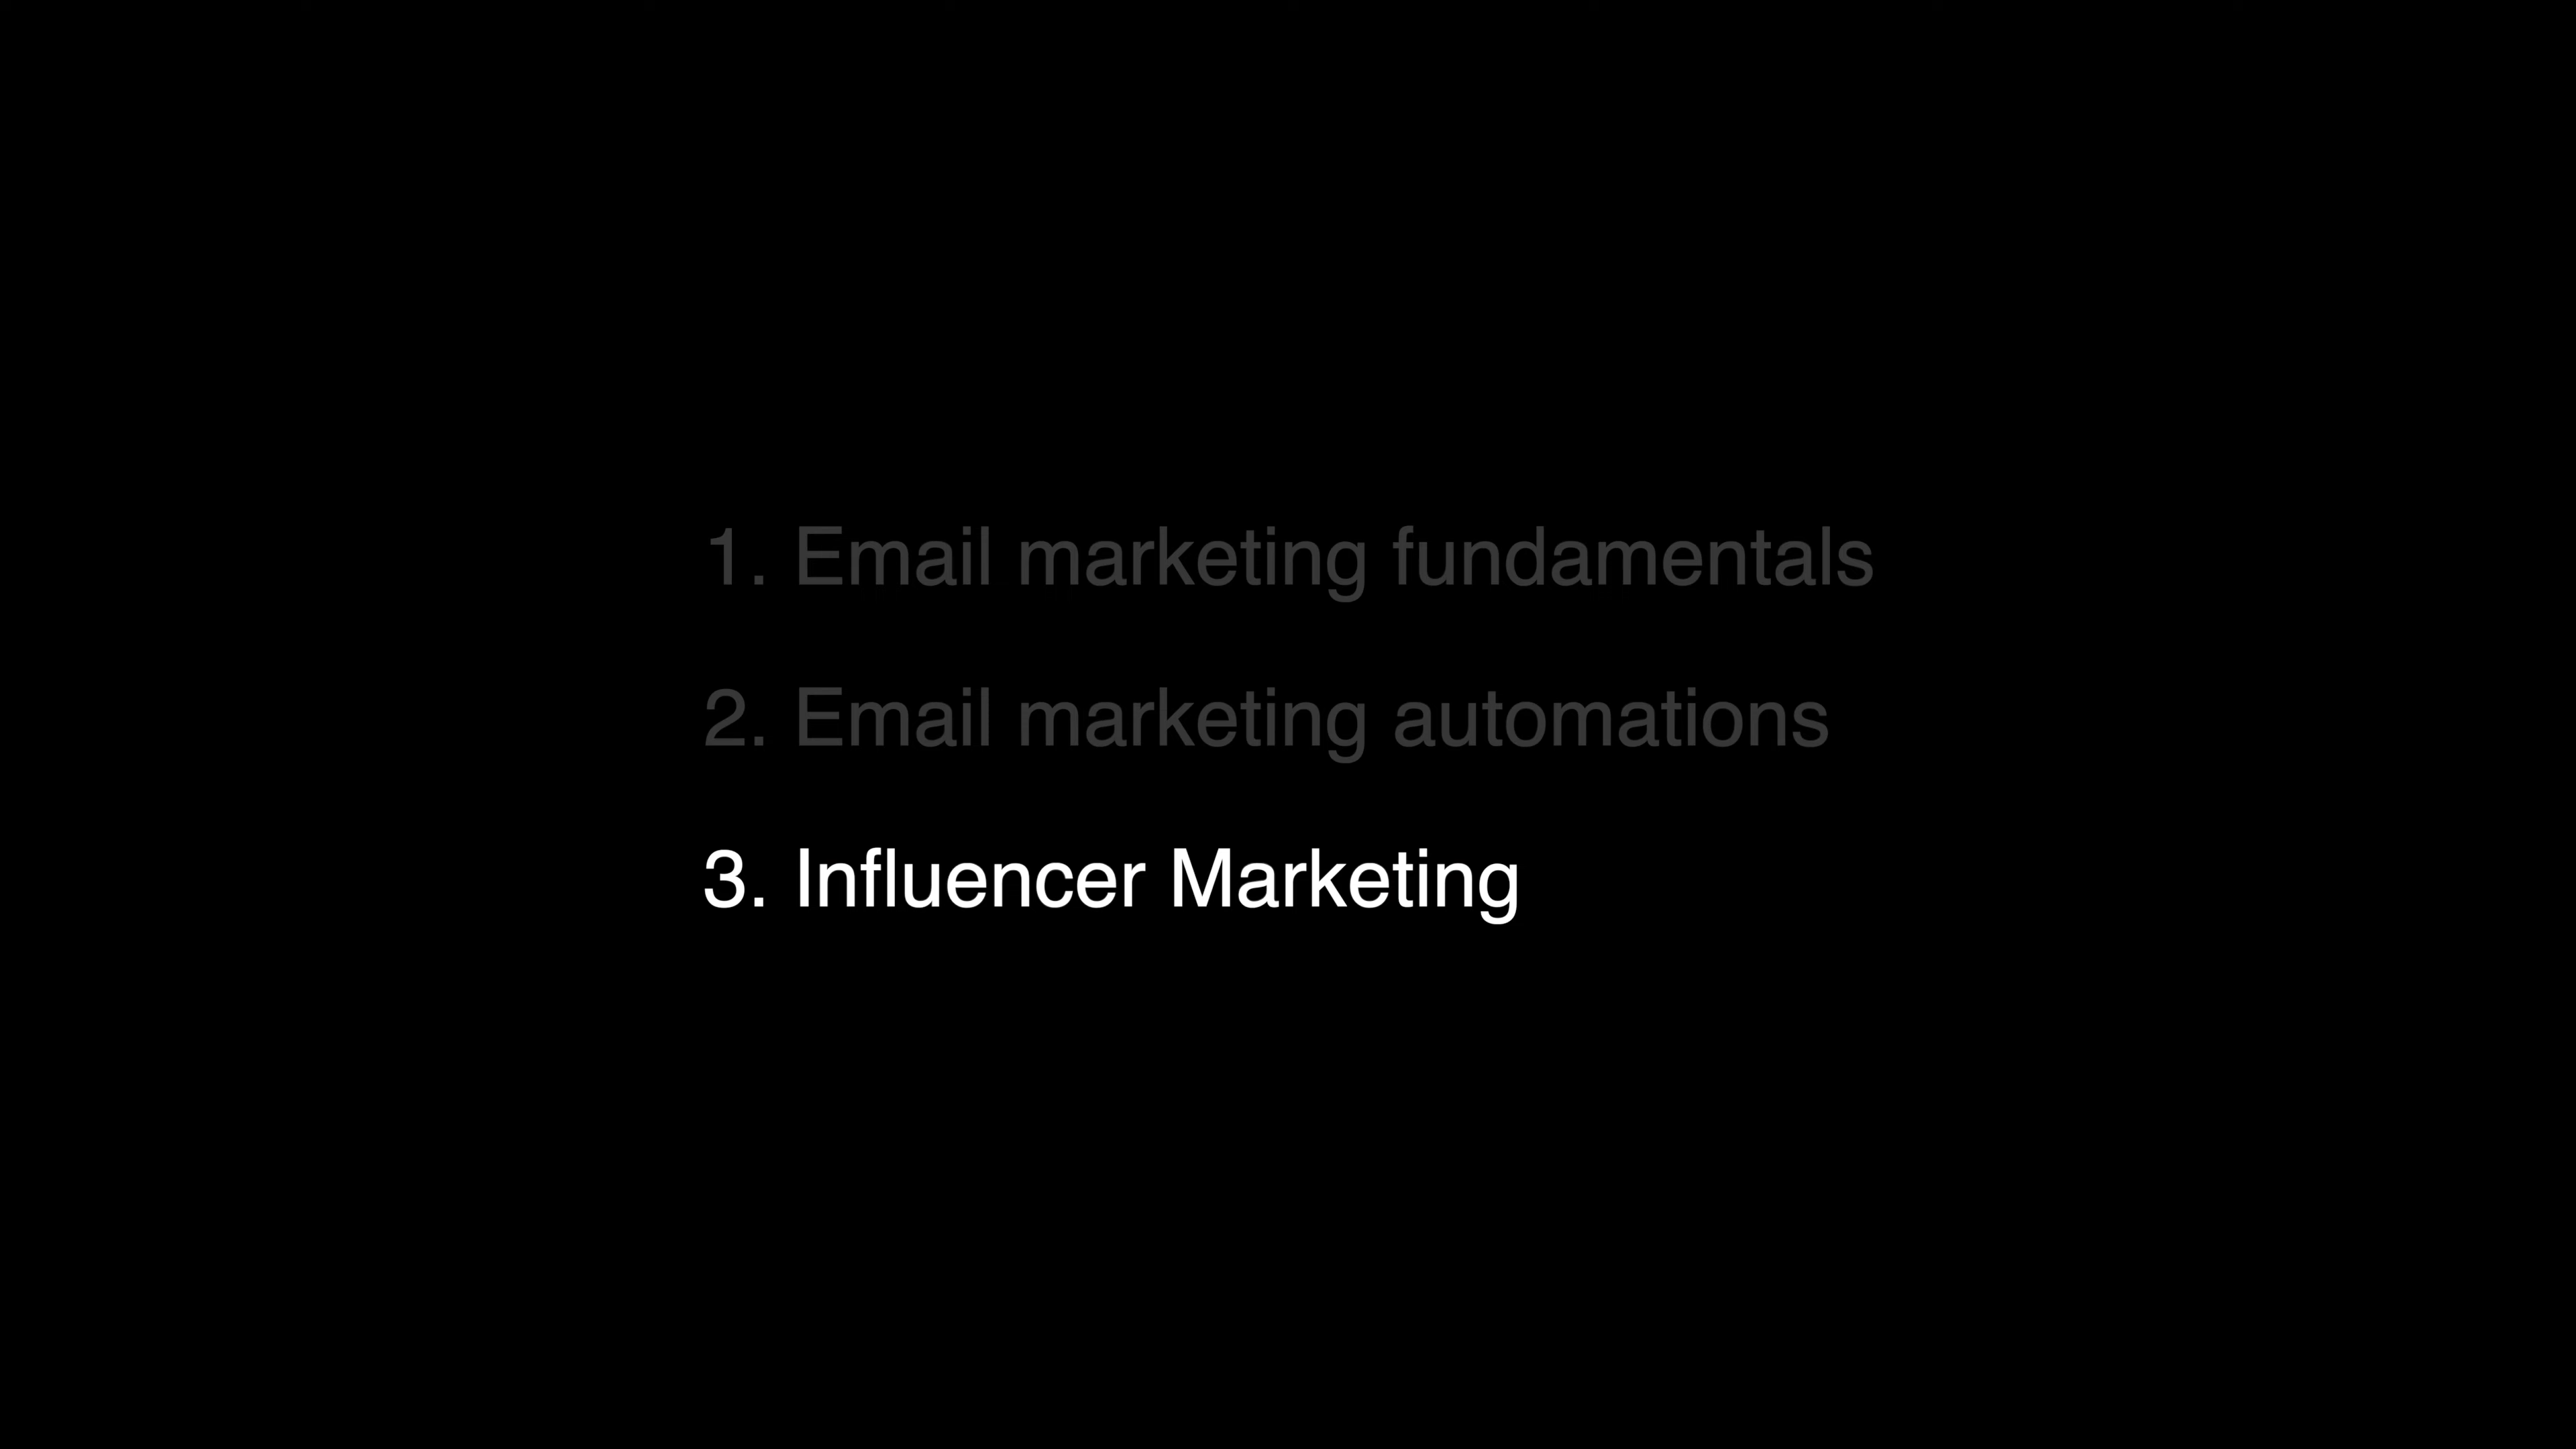 1. Email marketing fundamentals
2. Email marketing automations
3. Influencer Marketing